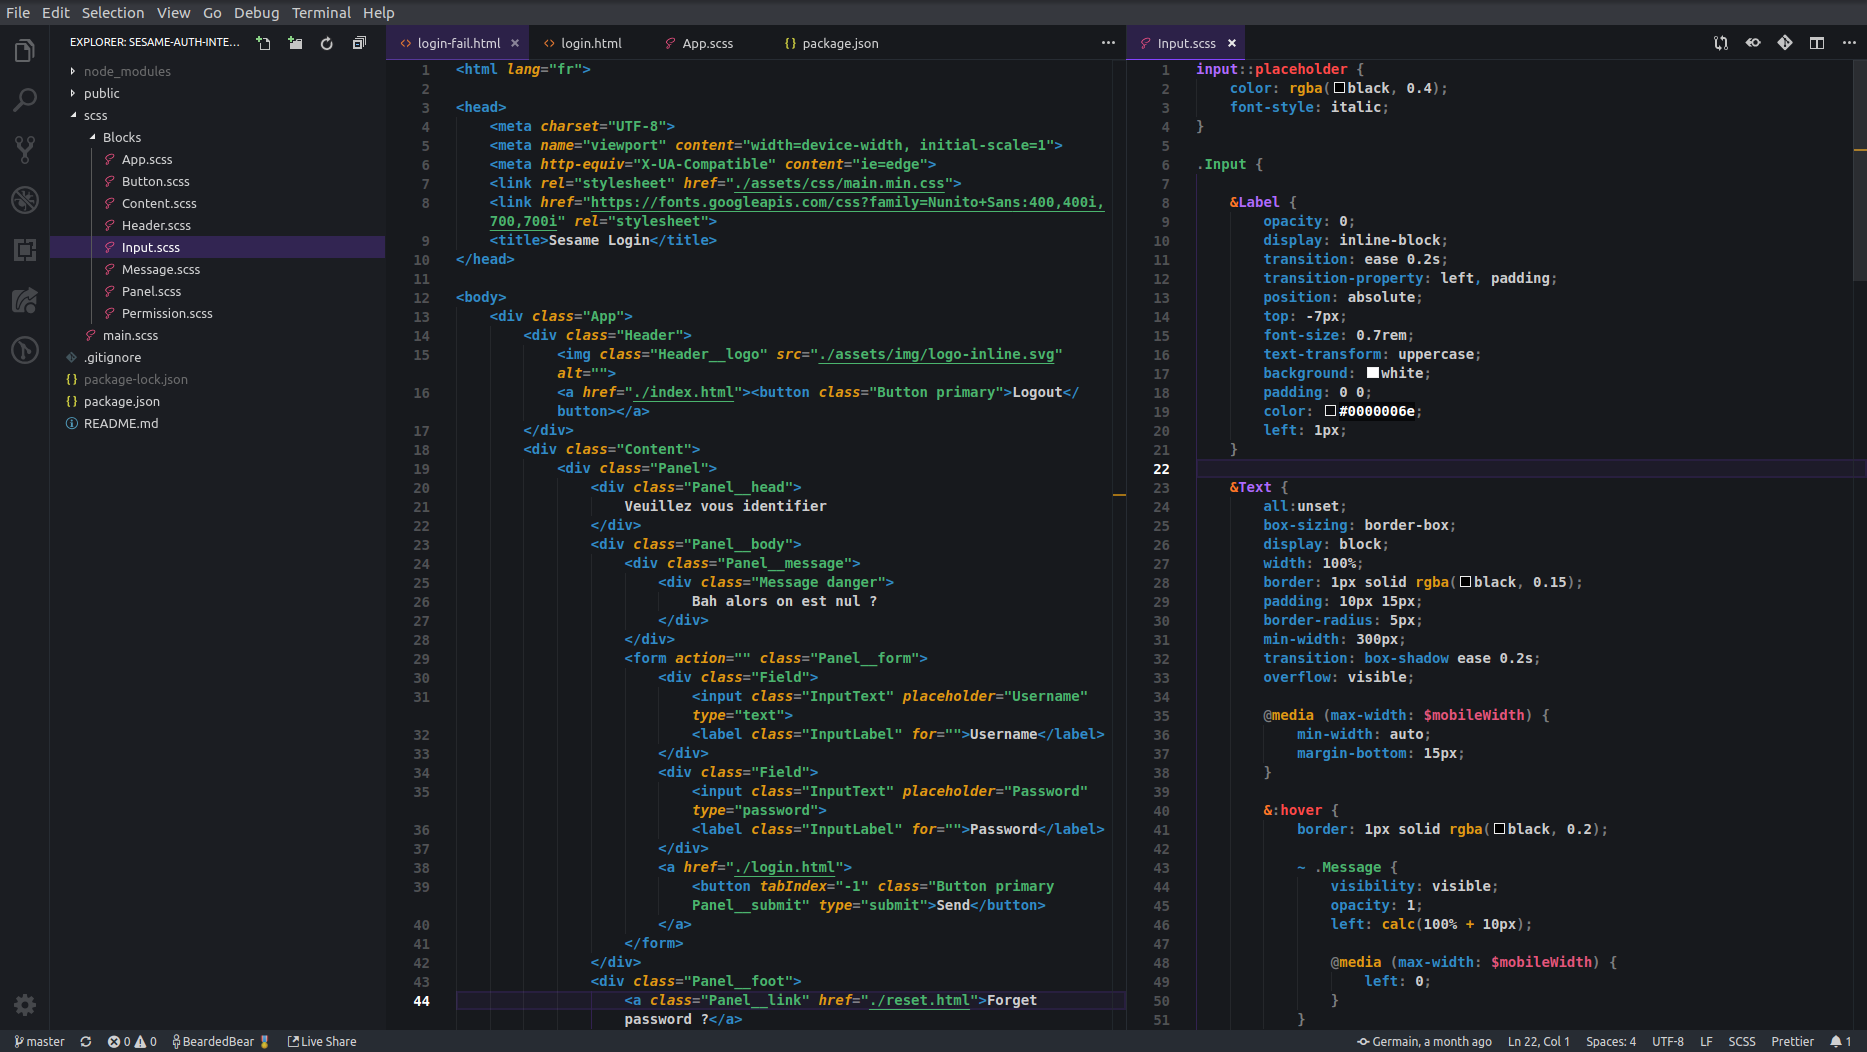 File Edit Selection View Go Debug Terminal Help
EXPLORER: SESAME-AUTH-INTE...
node_modules
public
scss
Blocks
App.scss
Button.scss
Content.scss
Header.scss
Input.scss
Message.scss
Panel.scss
Permission.scss
main.scss
.gitignore
{} package-lock.json
{} package.json
README.md
<> login-fail.html × <> login.html App.scss {} package.json ...
1 <html lang="fr">
2
3 <head>
4 <meta charset="UTF-8">
5 <meta name="viewport" content="width=device-width, initial-scale=1">
6 <meta http-equiv="X-UA-Compatible" content="ie=edge">
7 <link rel="stylesheet" href="./assets/css/main.min.css">
8 <link href="https://fonts.googleapis.com/css?family=Nunito+Sans:400,400i,
700,700i" rel="stylesheet">
9 <title>Sesame Login</title>
10 </head>
11
12 <body>
13 <div class="App">
14 <div class="Header">
15 <img class="Header__logo" src="./assets/img/logo-inline.svg"
alt="">
16 <a href="./index.html"><button class="Button primary">Logout</
button></a>
17 </div>
18 <div class="Content">
19 <div class="Panel">
20 <div class="Panel__head">
21 Veuillez vous identifier
22 </div>
23 <div class="Panel__body">
24 <div class="Panel__message">
25 <div class="Message danger">
26 Bah alors on est nul ?
27 </div>
28 </div>
29 <form action="" class="Panel__form">
30 <div class="Field">
31 <input class="InputText" placeholder="Username"
type="text">
32 <label class="InputLabel" for="">Username</label>
33 </div>
34 <div class="Field">
35 <input class="InputText" placeholder="Password"
type="password">
36 <label class="InputLabel" for="">Password</label>
37 </div>
38 <a href="./login.html">
39 <button tabIndex="-1" class="Button primary
Panel__submit" type="submit">Send</button>
40 </a>
41 </form>
42 </div>
43 <div class="Panel__foot">
44 <a class="Panel__link" href="./reset.html">Forget
password ?</a>
Input.scss × ...
1 input::placeholder {
2 color: rgba(black, 0.4);
3 font-style: italic;
4 }
5
6 .Input {
7
8 &Label {
9 opacity: 0;
10 display: inline-block;
11 transition: ease 0.2s;
12 transition-property: left, padding;
13 position: absolute;
14 top: -7px;
15 font-size: 0.7rem;
16 text-transform: uppercase;
17 background: white;
18 padding: 0 0;
19 color: #0000006e;
20 left: 1px;
21 }
22
23 &Text {
24 all:unset;
25 box-sizing: border-box;
26 display: block;
27 width: 100%;
28 border: 1px solid rgba(black, 0.15);
29 padding: 10px 15px;
30 border-radius: 5px;
31 min-width: 300px;
32 transition: box-shadow ease 0.2s;
33 overflow: visible;
34
35 @media (max-width: $mobileWidth) {
36 min-width: auto;
37 margin-bottom: 15px;
38 }
39
40 &:hover {
41 border: 1px solid rgba(black, 0.2);
42
43 ~ .Message {
44 visibility: visible;
45 opacity: 1;
46 left: calc(100% + 10px);
47
48 @media (max-width: $mobileWidth) {
49 left: 0;
50 }
51 }
master 0 0 BeardedBear Live Share Germain, a month ago Ln 22, Col 1 Spaces: 4 UTF-8 LF SCSS Prettier 1